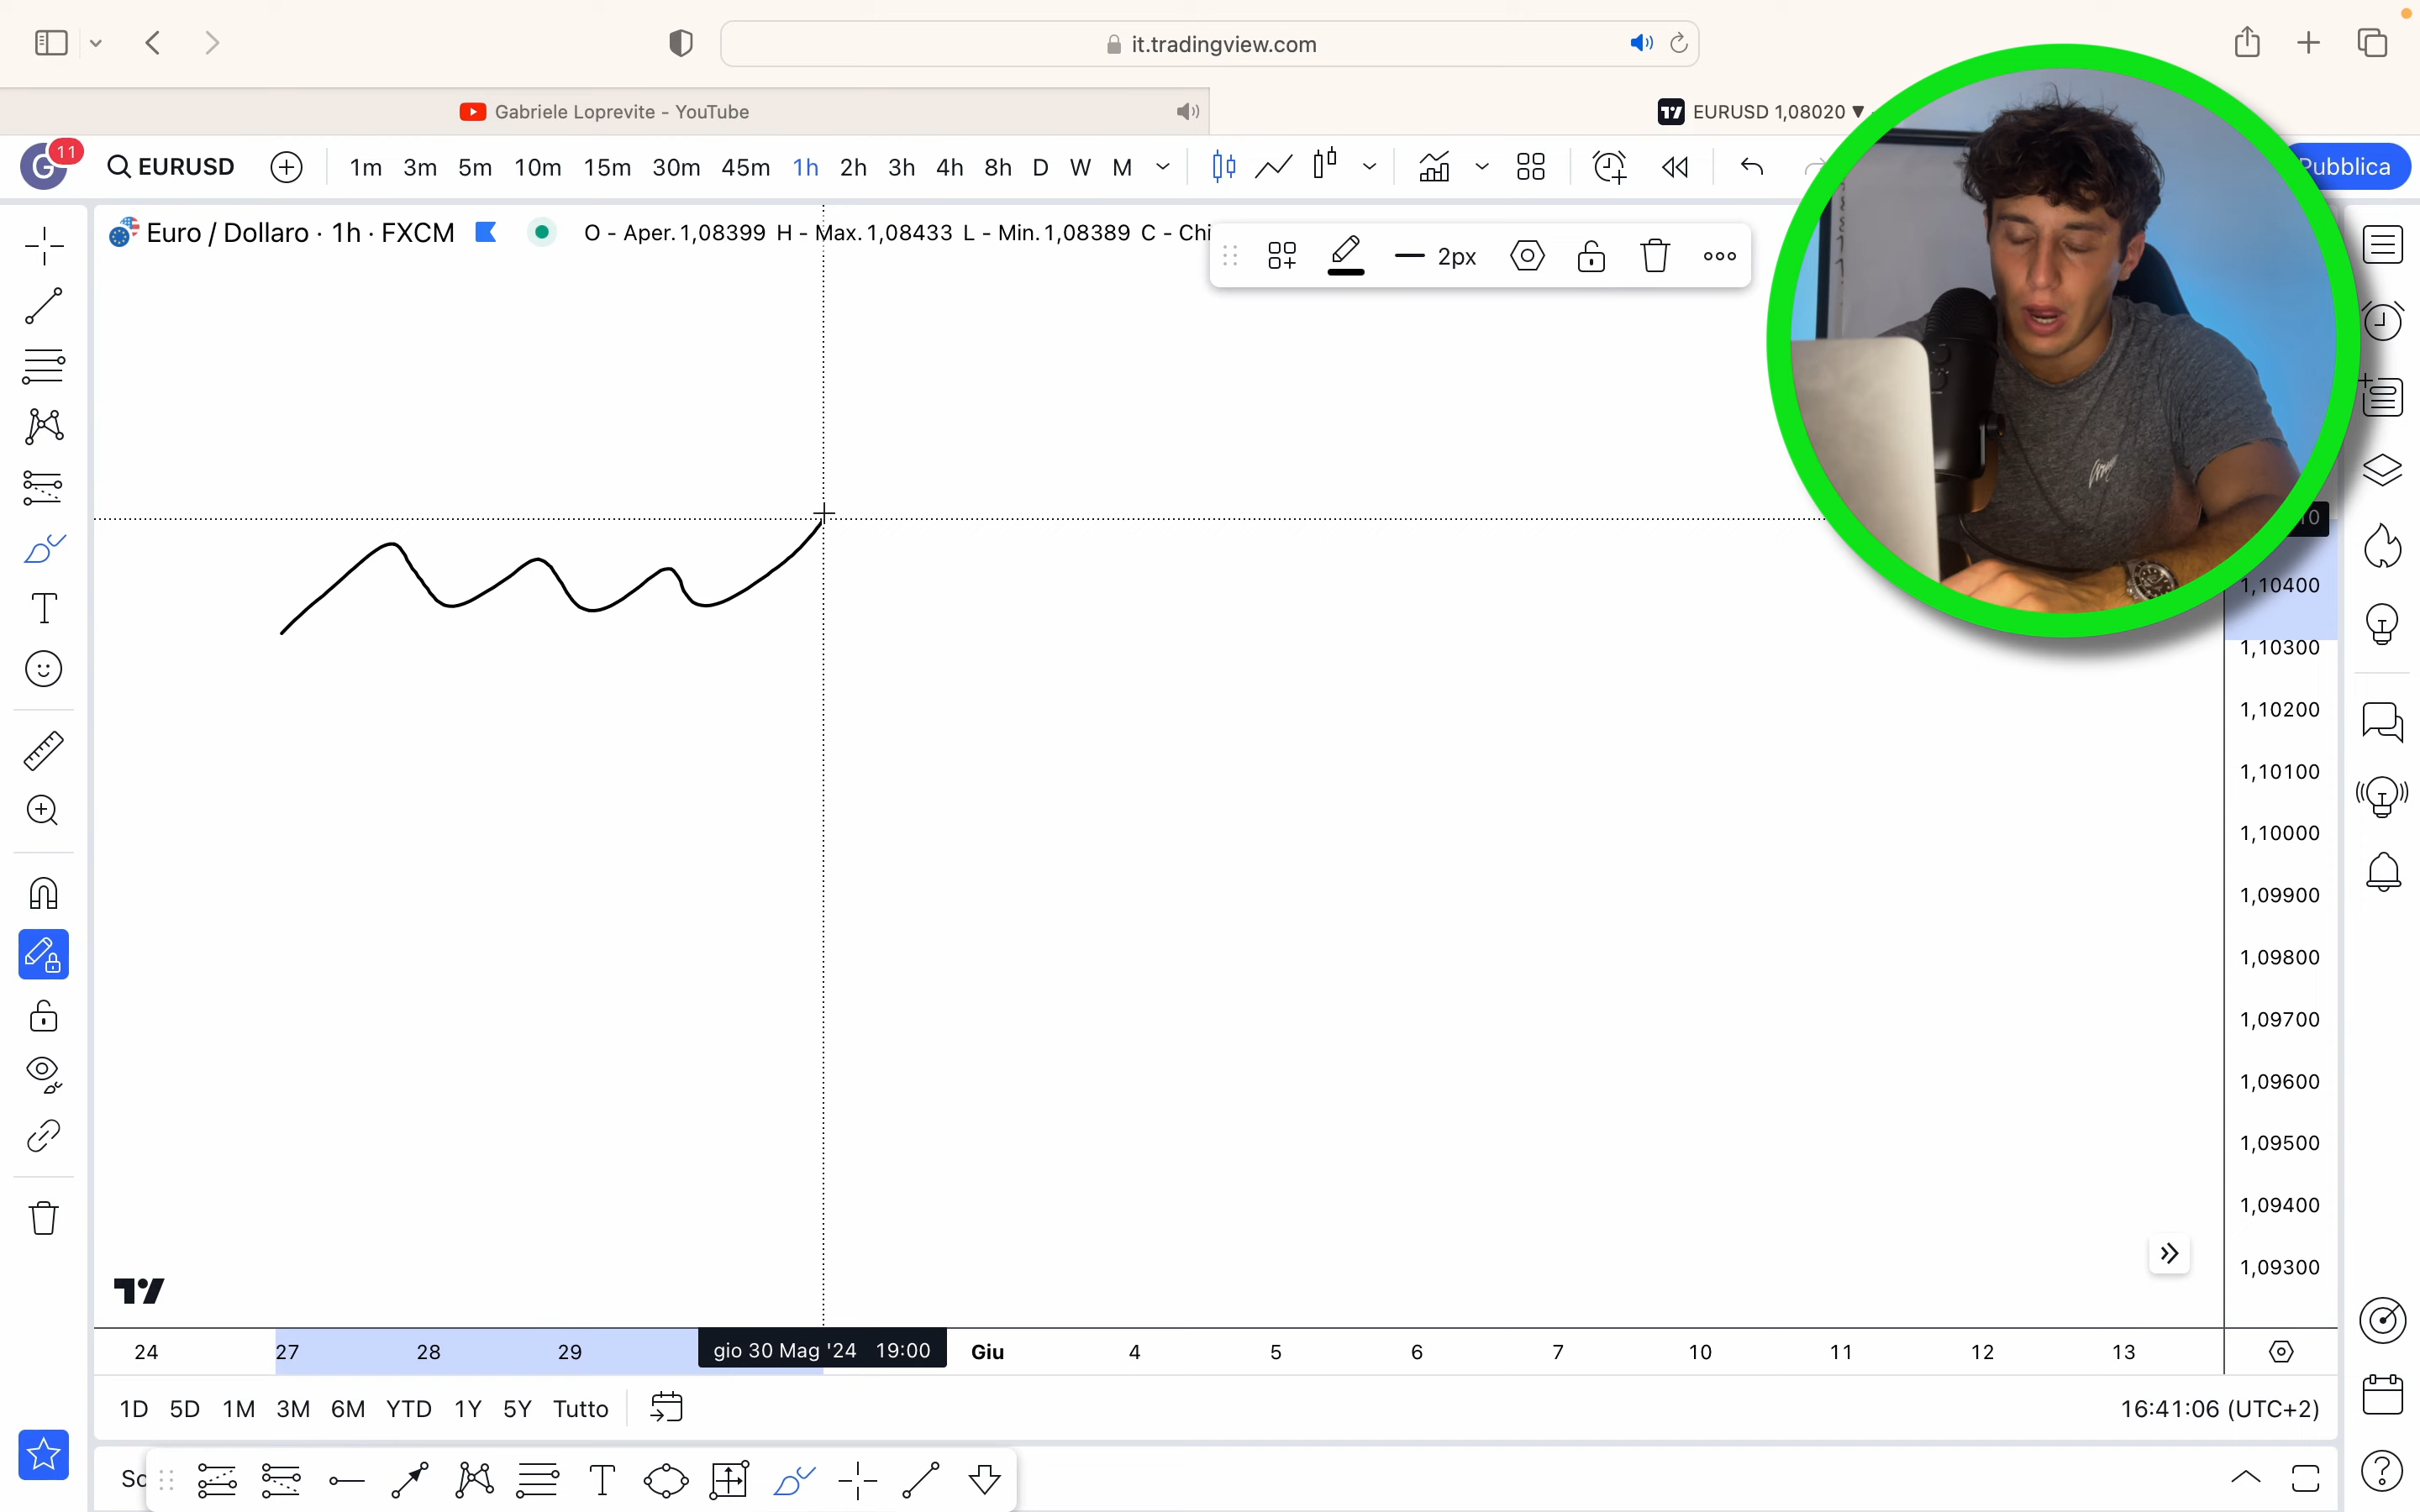 it.tradingview.com
Gabriele Loprevite - YouTube
EURUSD 1,08020 ▼
G
11
EURUSD
1m 3m 5m 10m 15m 30m 45m 1h 2h 3h 4h 8h D W M
Pubblica
Euro / Dollaro · 1h · FXCM
O - Aper. 1,08399 H - Max. 1,08433 L - Min. 1,08389 C - Chi
2px
10
1,10400
1,10300
1,10200
1,10100
1,10000
1,09900
1,09800
1,09700
1,09600
1,09500
1,09400
1,09300
24 27 28 29 gio 30 Mag '24 19:00 Giu 4 5 6 7 10 11 12 13
1D 5D 1M 3M 6M YTD 1Y 5Y Tutto
16:41:06 (UTC+2)
Sc